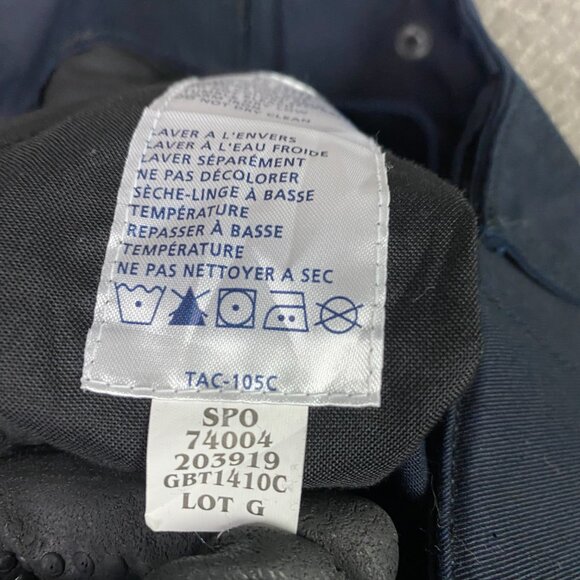 CLEAN
LAVER A L'ENVERS
LAVER À L'EAU FROIDE
LAVER SÉPARÉMENT
NE PAS DÉCOLORER
SÈCHE-LINGE À BASSE
TEMPÉRATURE
REPASSER À BASSE
TEMPÉRATURE
NE PAS NETTOYER A SEC
TAC-105C
SPO
74004
203919
GBT1410C
LOT G